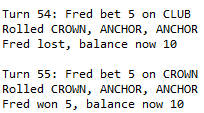 Turn 54: Fred bet 5 on CLUB
Rolled CROWN, ANCHOR, ANCHOR
Fred lost, balance now 10

Turn 55: Fred bet 5 on CROWN
Rolled CROWN, ANCHOR, ANCHOR
Fred won 5, balance now 10